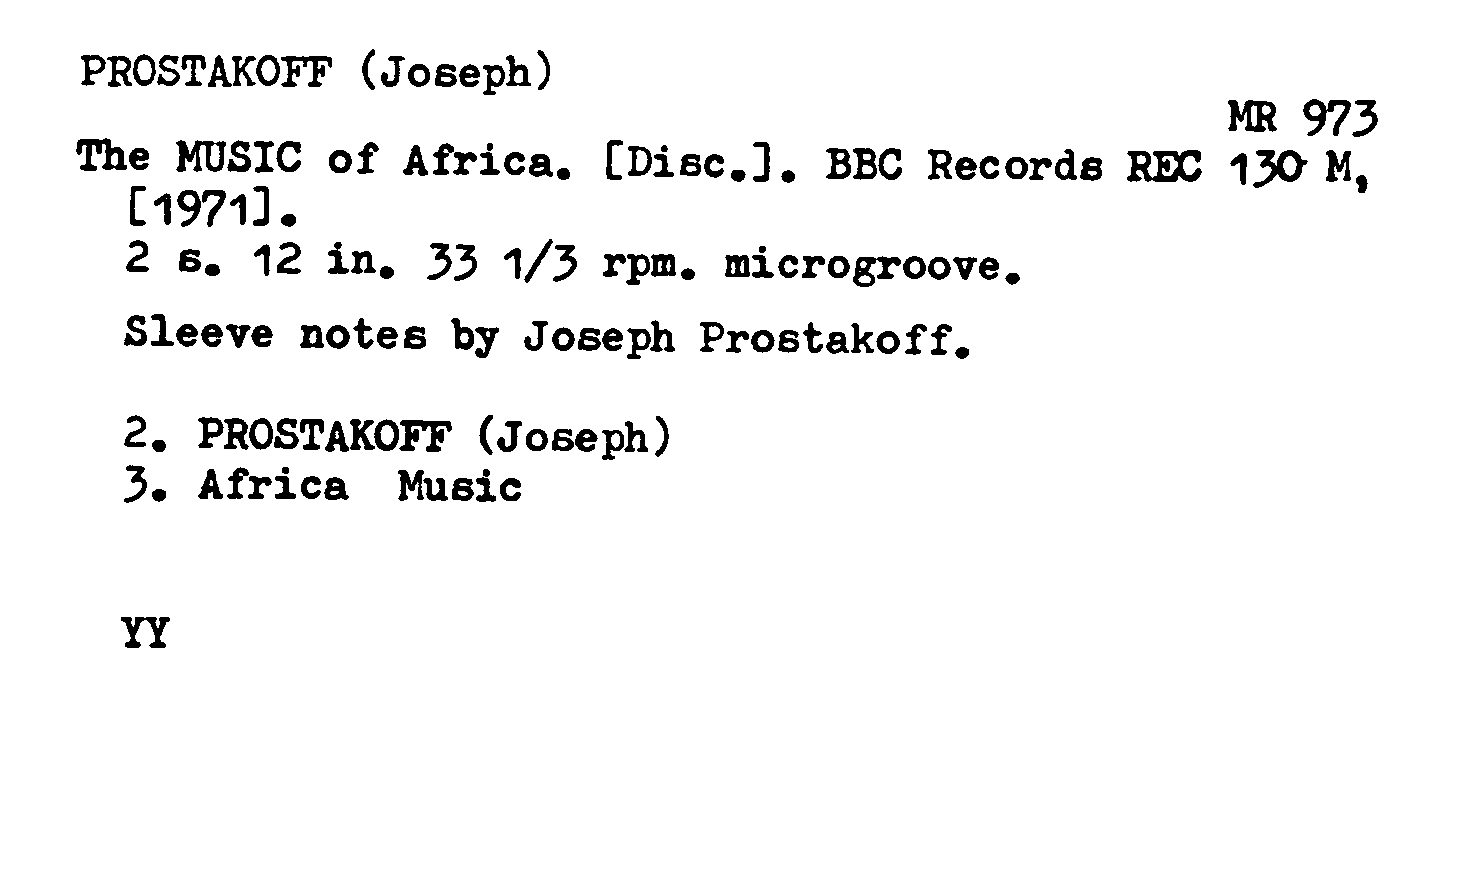 PROSTAKOFF (Joseph)
MR 973
The MUSIC of Africa. [Disc.]. BBC Records REC 130 M,
[1971].
2 s. 12 in. 33 1/3 rpm. microgroove.
Sleeve notes by Joseph Prostakoff.
2. PROSTAKOFF (Joseph)
3. Africa Music
YY